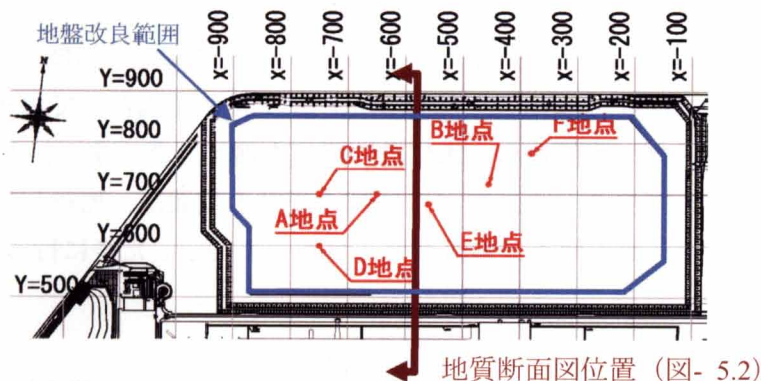 地盤改良範囲
x=-900
x=-800
x=-700
x=-600
x=-500
x=-400
x=-300
x=-200
x=-100
Y=900
Y=800
Y=700
Y=600
Y=500
C地点
B地点
F地点
A地点
D地点
E地点
地質断面図位置（図- 5.2）